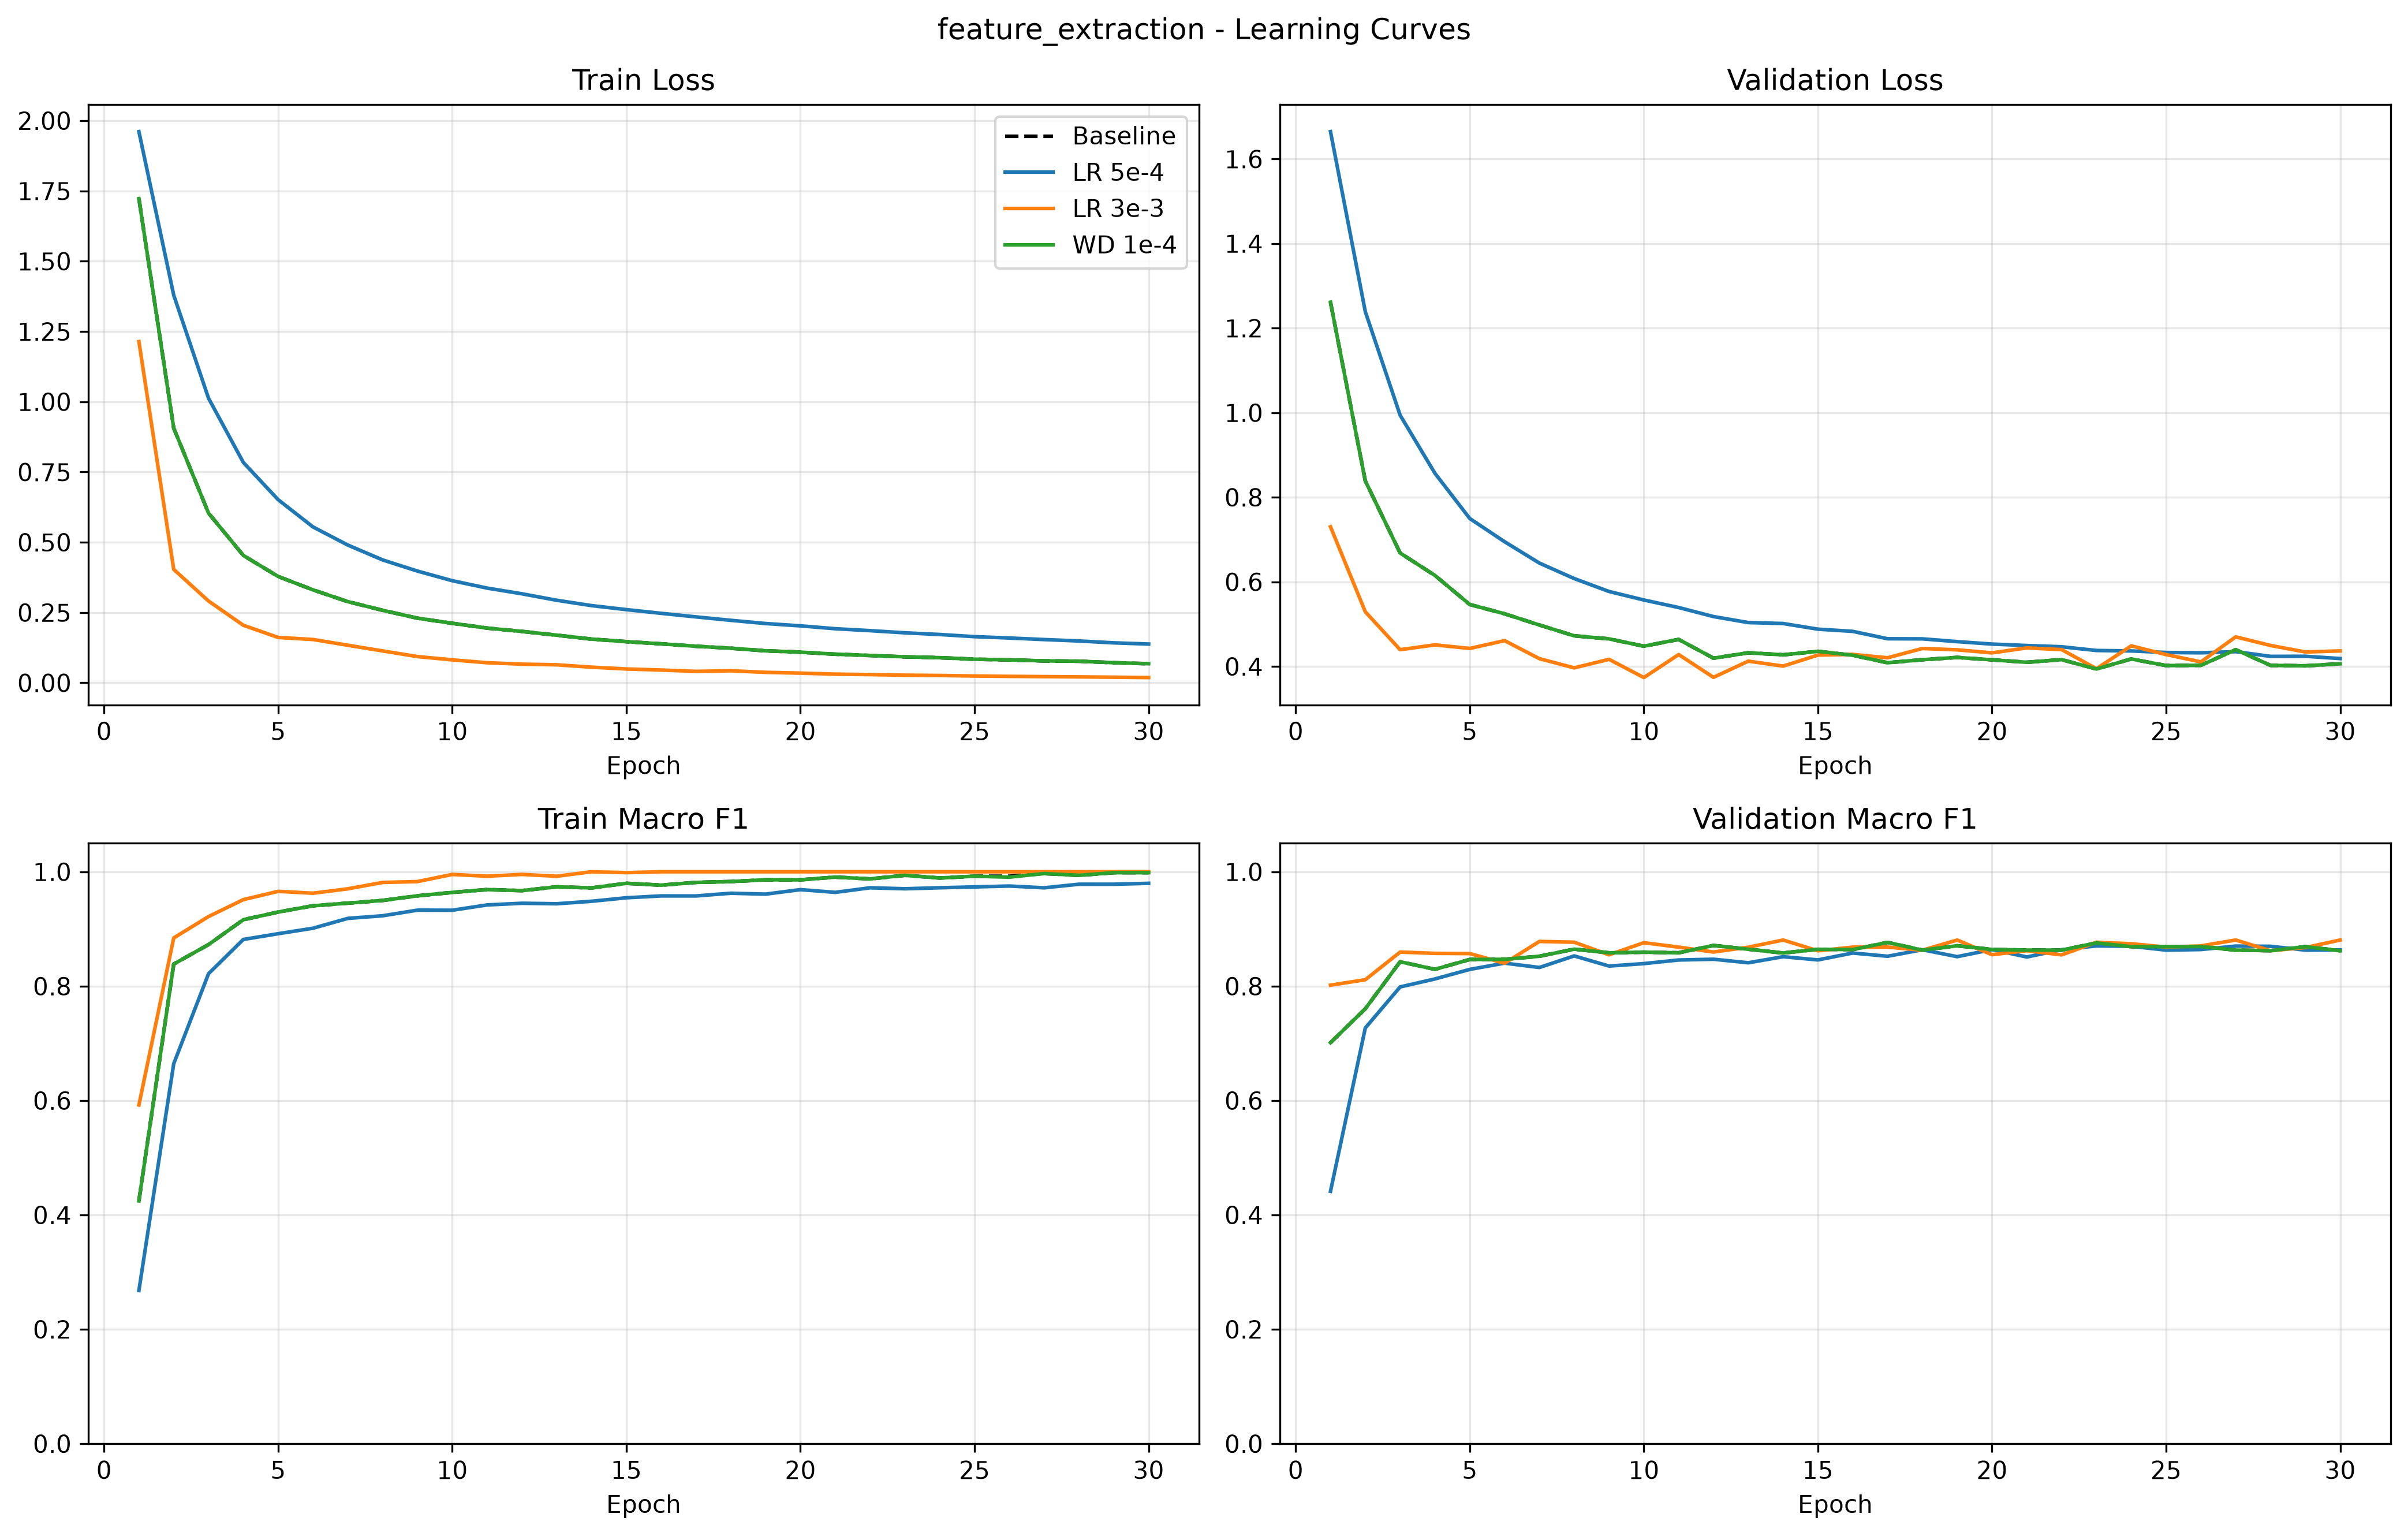 feature_extraction - Learning Curves
Train Loss
2.00
1.75
1.50
1.25
1.00
0.75
0.50
0.25
0.00
0 5 10 15 20 25 30
Epoch
Baseline
LR 5e-4
LR 3e-3
WD 1e-4
Validation Loss
1.6
1.4
1.2
1.0
0.8
0.6
0.4
0 5 10 15 20 25 30
Epoch
Train Macro F1
1.0
0.8
0.6
0.4
0.2
0.0
0 5 10 15 20 25 30
Epoch
Validation Macro F1
1.0
0.8
0.6
0.4
0.2
0.0
0 5 10 15 20 25 30
Epoch